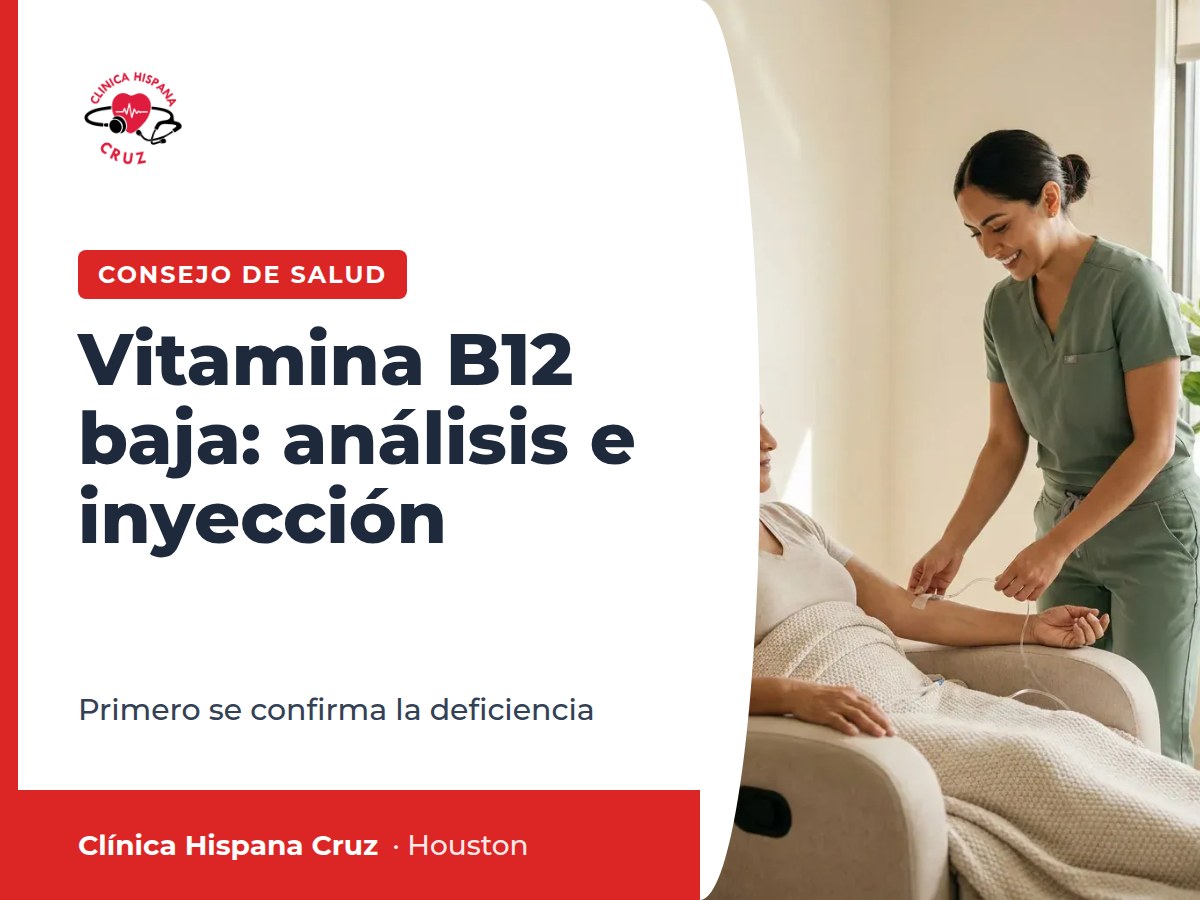 CLINICA HISPANA
CRUZ
CONSEJO DE SALUD
Vitamina B12
baja: análisis e
inyección
Primero se confirma la deficiencia
Clínica Hispana Cruz · Houston